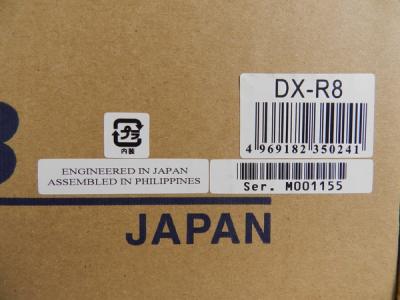 DX-R8
4 969182 350241
プラ
内装
ENGINEERED IN JAPAN
ASSEMBLED IN PHILIPPINES
Ser. M001155
JAPAN